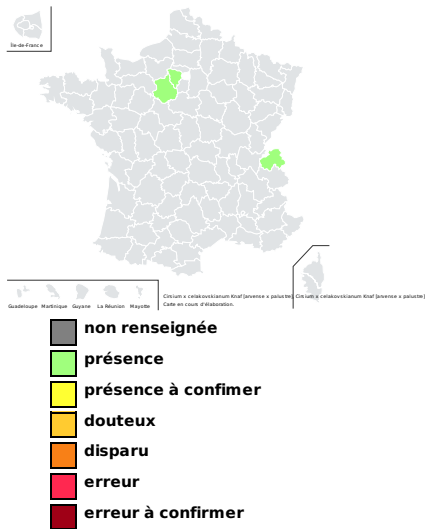 Île-de-France
Guadeloupe Martinique Guyane La Réunion Mayotte
Cirsium x celakovskianum Knaf [arvense x palustre] Cirsium x celakovskianum Knaf [arvense x palustre]
Carte en cours d'élaboration.
non renseignée
présence
présence à confimer
douteux
disparu
erreur
erreur à confirmer